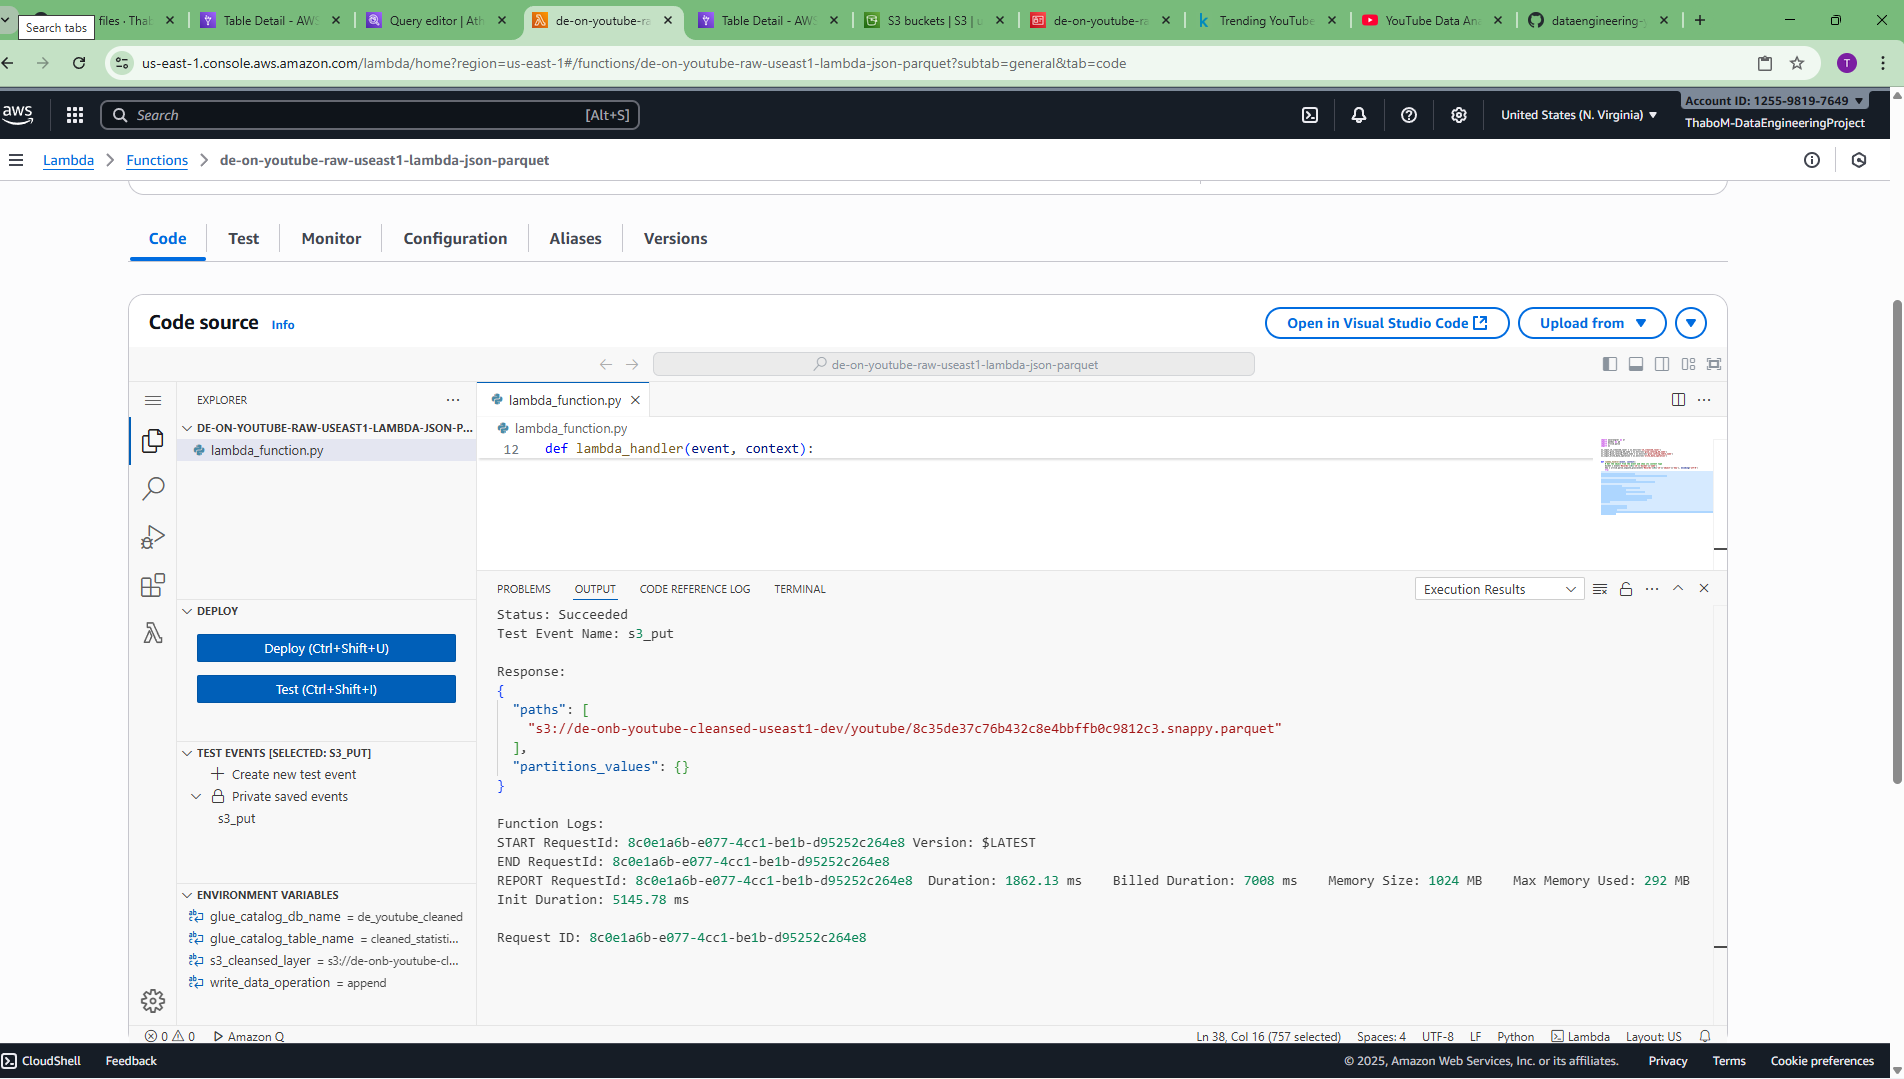 files · Thab
Table Detail - AWS
Query editor | Ath
de-on-youtube-ra
Table Detail - AWS
S3 buckets | S3 | u
de-on-youtube-ra
Trending YouTube
YouTube Data Ana
dataengineering-y
Search tabs
us-east-1.console.aws.amazon.com/lambda/home?region=us-east-1#/functions/de-on-youtube-raw-useast1-lambda-json-parquet?subtab=general&tab=code
T
aws
Search
[Alt+S]
United States (N. Virginia)
Account ID: 1255-9819-7649
ThaboM-DataEngineeringProject
Lambda
Functions
de-on-youtube-raw-useast1-lambda-json-parquet
Code
Test
Monitor
Configuration
Aliases
Versions
Code source
Info
Open in Visual Studio Code
Upload from
de-on-youtube-raw-useast1-lambda-json-parquet
EXPLORER
DE-ON-YOUTUBE-RAW-USEAST1-LAMBDA-JSON-P...
lambda_function.py
lambda_function.py
lambda_function.py
12 def lambda_handler(event, context):
DEPLOY
Deploy (Ctrl+Shift+U)
Test (Ctrl+Shift+I)
TEST EVENTS [SELECTED: S3_PUT]
Create new test event
Private saved events
s3_put
ENVIRONMENT VARIABLES
glue_catalog_db_name = de_youtube_cleaned
glue_catalog_table_name = cleaned_statisti...
s3_cleansed_layer = s3://de-onb-youtube-cl...
write_data_operation = append
PROBLEMS
OUTPUT
CODE REFERENCE LOG
TERMINAL
Execution Results
Status: Succeeded
Test Event Name: s3_put
Response:
{
"paths": [
"s3://de-onb-youtube-cleansed-useast1-dev/youtube/8c35de37c76b432c8e4bbffb0c9812c3.snappy.parquet"
],
"partitions_values": {}
}
Function Logs:
START RequestId: 8c0e1a6b-e077-4cc1-be1b-d95252c264e8 Version: $LATEST
END RequestId: 8c0e1a6b-e077-4cc1-be1b-d95252c264e8
REPORT RequestId: 8c0e1a6b-e077-4cc1-be1b-d95252c264e8 Duration: 1862.13 ms Billed Duration: 7008 ms Memory Size: 1024 MB Max Memory Used: 292 MB
Init Duration: 5145.78 ms
Request ID: 8c0e1a6b-e077-4cc1-be1b-d95252c264e8
0 0
Amazon Q
Ln 38, Col 16 (757 selected)
Spaces: 4
UTF-8
LF
Python
Lambda
Layout: US
CloudShell
Feedback
© 2025, Amazon Web Services, Inc. or its affiliates.
Privacy
Terms
Cookie preferences